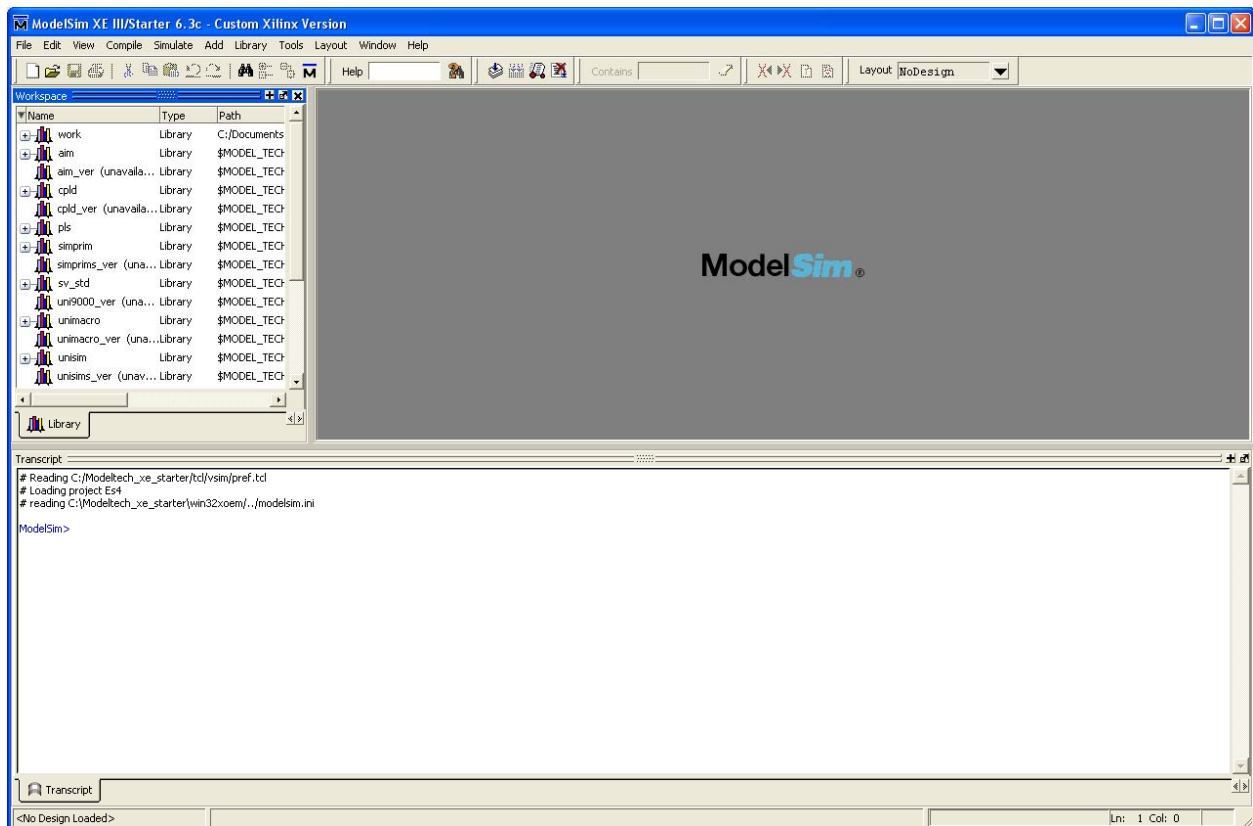 ModelSim XE III/Starter 6.3c - Custom Xilinx Version
File Edit View Compile Simulate Add Library Tools Layout Window Help
Help Contains Layout NoDesign
Workspace
Name Type Path
work Library C:/Documents
aim Library $MODEL_TECH
aim_ver (unavaila... Library $MODEL_TECH
cpld Library $MODEL_TECH
cpld_ver (unavaila... Library $MODEL_TECH
pls Library $MODEL_TECH
simprim Library $MODEL_TECH
simprims_ver (una... Library $MODEL_TECH
sv_std Library $MODEL_TECH
uni9000_ver (una... Library $MODEL_TECH
unimacro Library $MODEL_TECH
unimacro_ver (una... Library $MODEL_TECH
unisim Library $MODEL_TECH
unisims_ver (unav... Library $MODEL_TECH
Library
ModelSim ®
Transcript
# Reading C:/Modeltech_xe_starter/tcl/vsim/pref.tcl
# Loading project Es4
# reading C:\Modeltech_xe_starter\win32xoem/../modelsim.ini
ModelSim>
Transcript
<No Design Loaded> Ln: 1 Col: 0